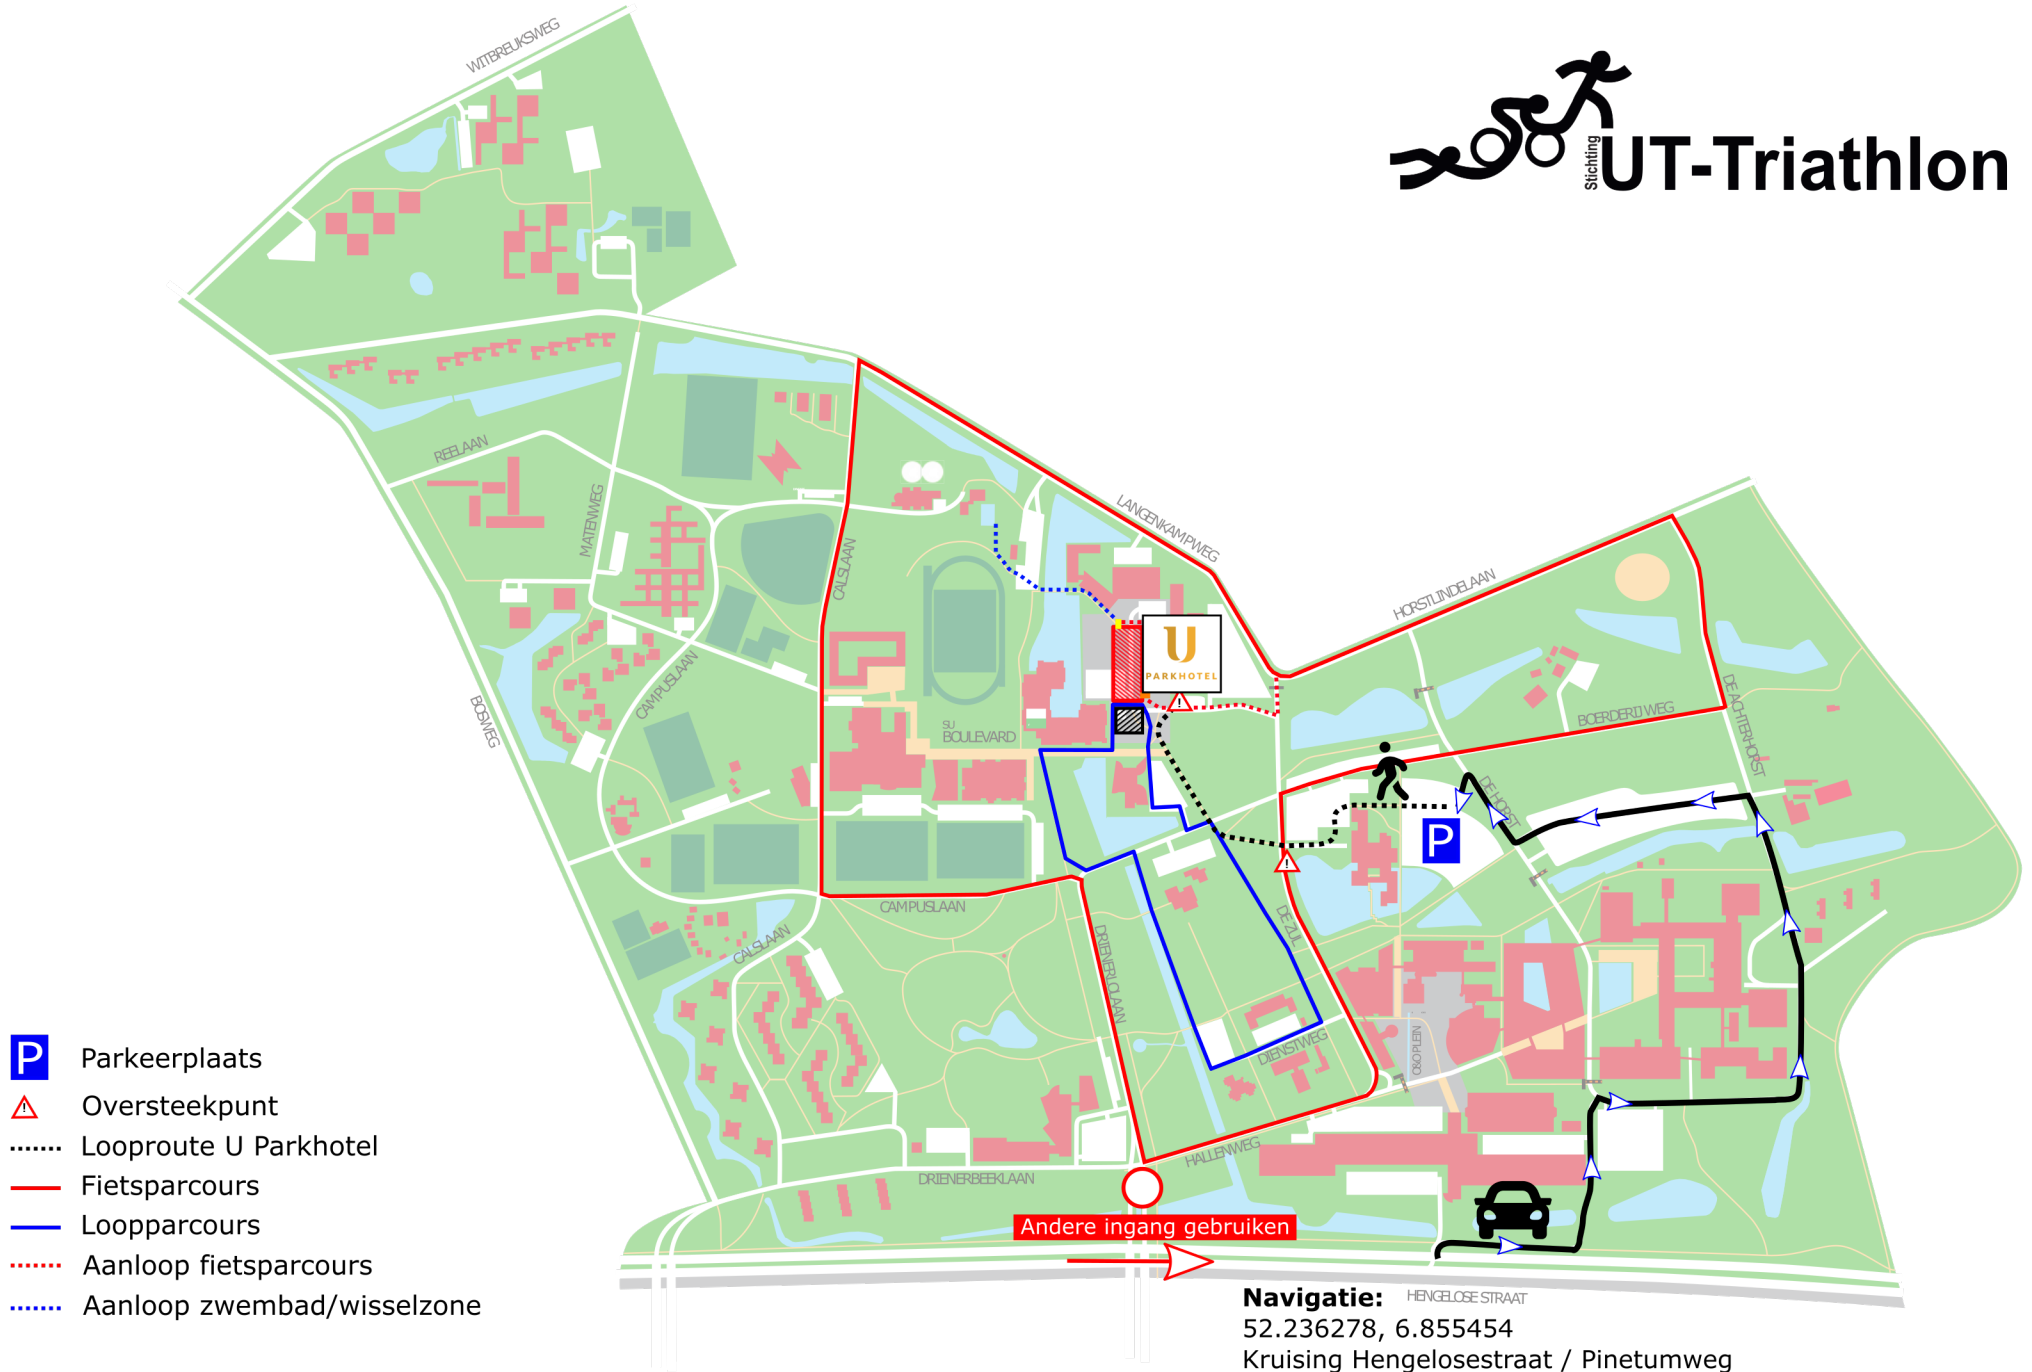 WITBREUKSWEG
Stichting
UT-Triathlon
REELAAN
MATENWEG
CALSLAAN
LANGENKAMPWEG
HORSTLINDELAAN
U
PARKHOTEL
!
CAMPUSLAAN
BOSWEG
SU
BOULEVARD
BOERDERIJWEG
DE ACHTERHORST
DE HORST
P
!
CAMPUSLAAN
CALSLAAN
DRIENERLOLAAN
DE ZUL
DIENSTWEG
O&O PLEIN
HALLENWEG
DRIENERBEEKLAAN
P Parkeerplaats
! Oversteekpunt
Looproute U Parkhotel
Fietsparcours
Loopparcours
Aanloop fietsparcours
Aanloop zwembad/wisselzone
Andere ingang gebruiken
Navigatie:
HENGELOSESTRAAT
52.236278, 6.855454
Kruising Hengelosestraat / Pinetumweg